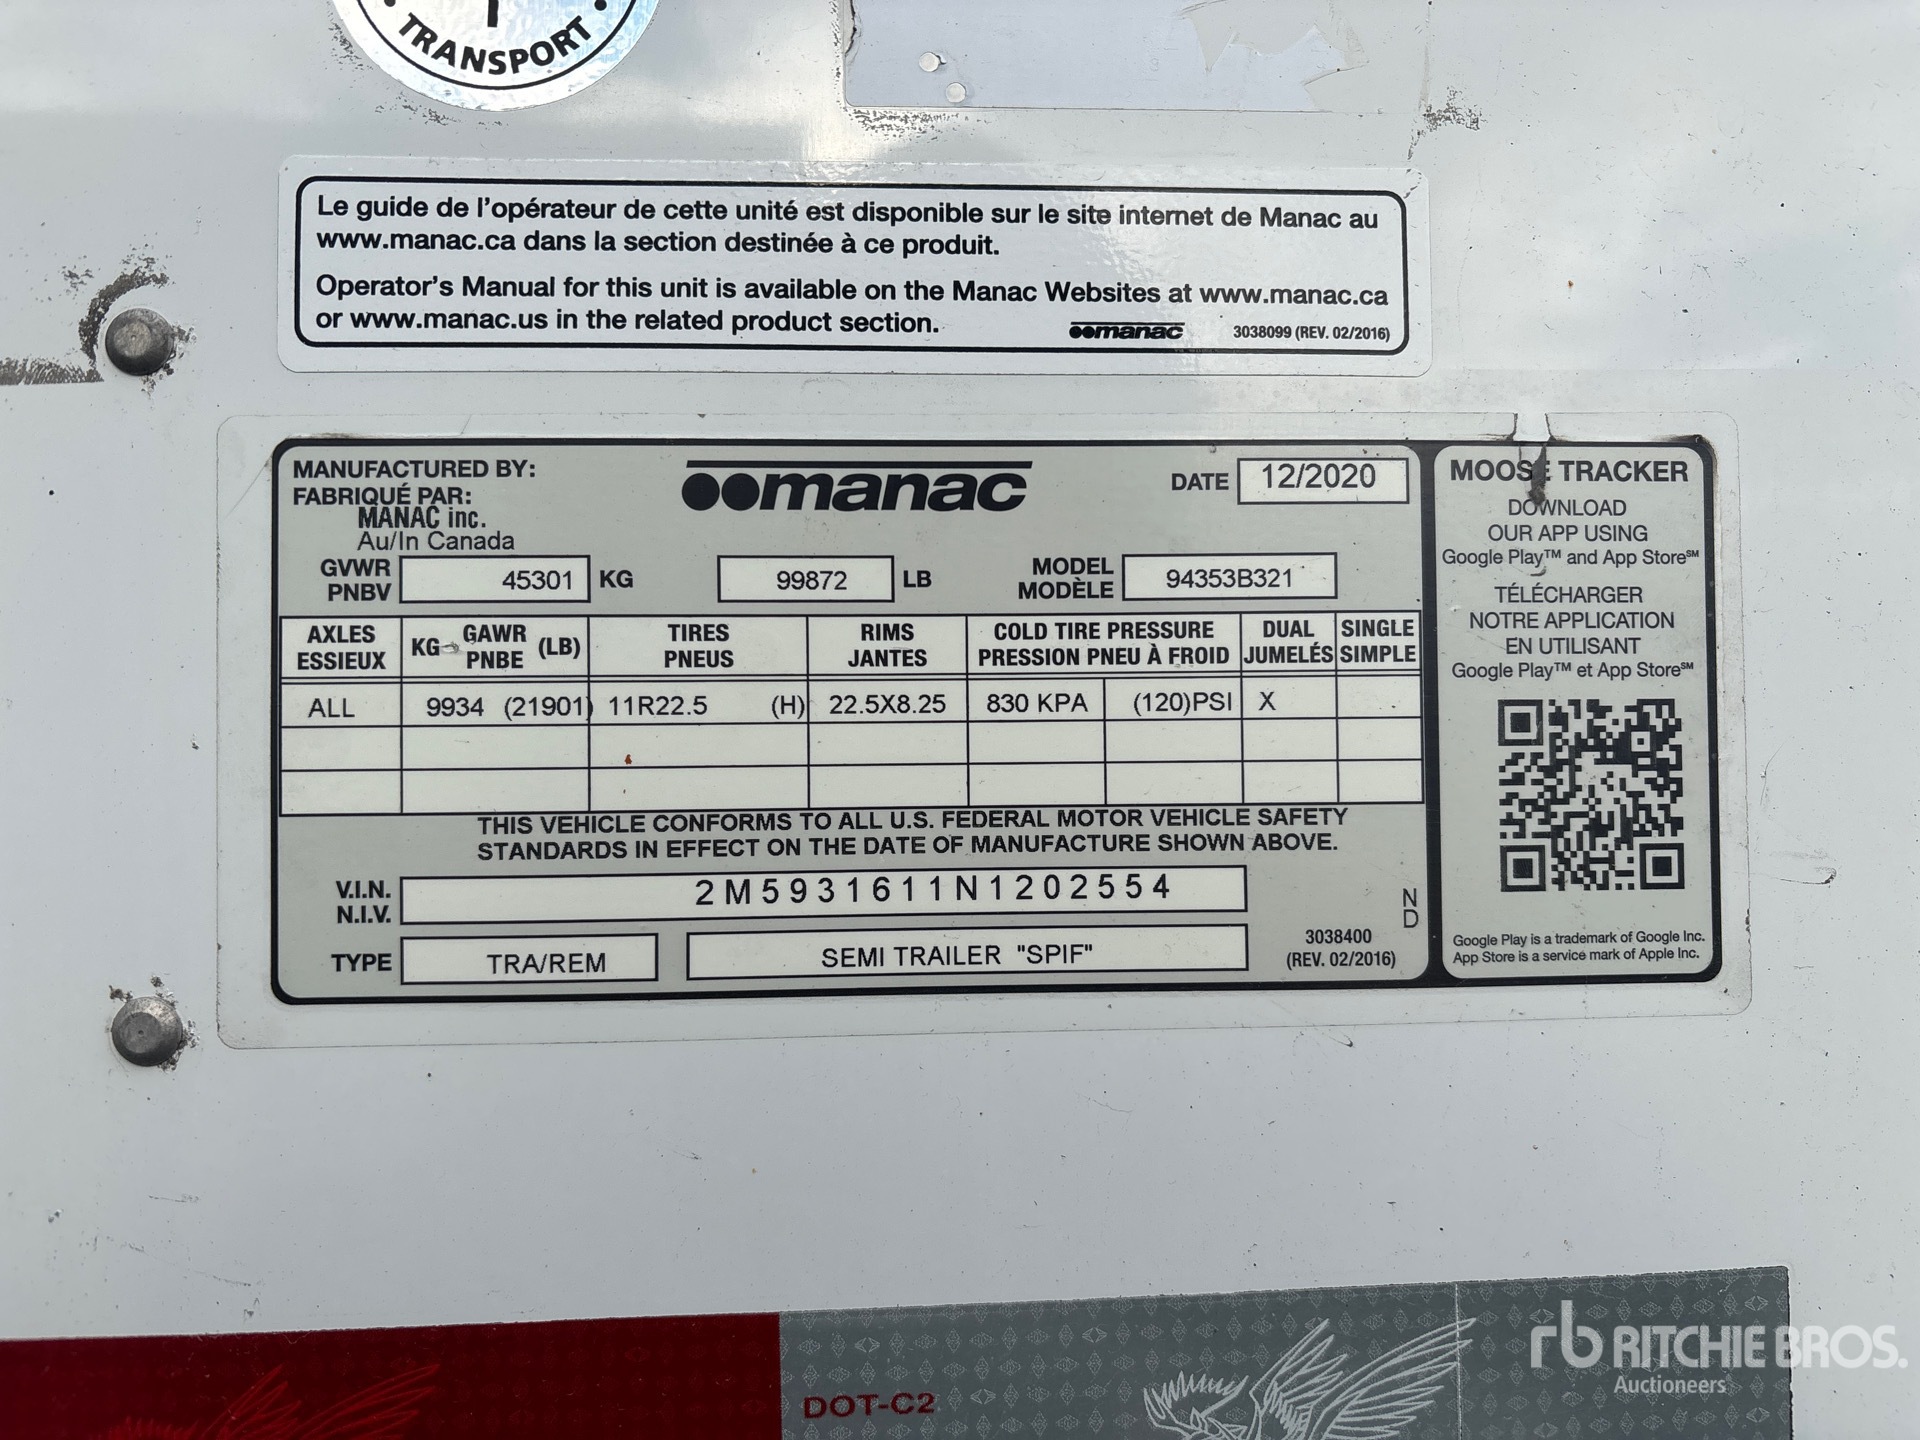 TRANSPORT
Le guide de l'opérateur de cette unité est disponible sur le site internet de Manac au
www.manac.ca dans la section destinée à ce produit.
Operator's Manual for this unit is available on the Manac Websites at www.manac.ca
or www.manac.us in the related product section.
manac 3038099 (REV. 02/2016)
MANUFACTURED BY:
FABRIQUÉ PAR:
MANAC inc.
Au/In Canada
manac
DATE 12/2020
GVWR
PNBV
45301 KG
99872 LB
MODEL
MODÈLE
94353B321
AXLES
ESSIEUX
KG GAWR (LB)
PNBE
TIRES
PNEUS
RIMS
JANTES
COLD TIRE PRESSURE
PRESSION PNEU À FROID
DUAL
JUMELÉS
SINGLE
SIMPLE
ALL 9934 (21901) 11R22.5 (H) 22.5X8.25 830 KPA (120)PSI X
THIS VEHICLE CONFORMS TO ALL U.S. FEDERAL MOTOR VEHICLE SAFETY
STANDARDS IN EFFECT ON THE DATE OF MANUFACTURE SHOWN ABOVE.
V.I.N.
N.I.V.
2M5931611N1202554
TYPE TRA/REM SEMI TRAILER "SPIF"
3038400
(REV. 02/2016)
ND
MOOSE TRACKER
DOWNLOAD
OUR APP USING
Google Play™ and App Store℠
TÉLÉCHARGER
NOTRE APPLICATION
EN UTILISANT
Google Play™ et App Store℠
Google Play is a trademark of Google Inc.
App Store is a service mark of Apple Inc.
DOT-C2
rb RITCHIE BROS.
Auctioneers